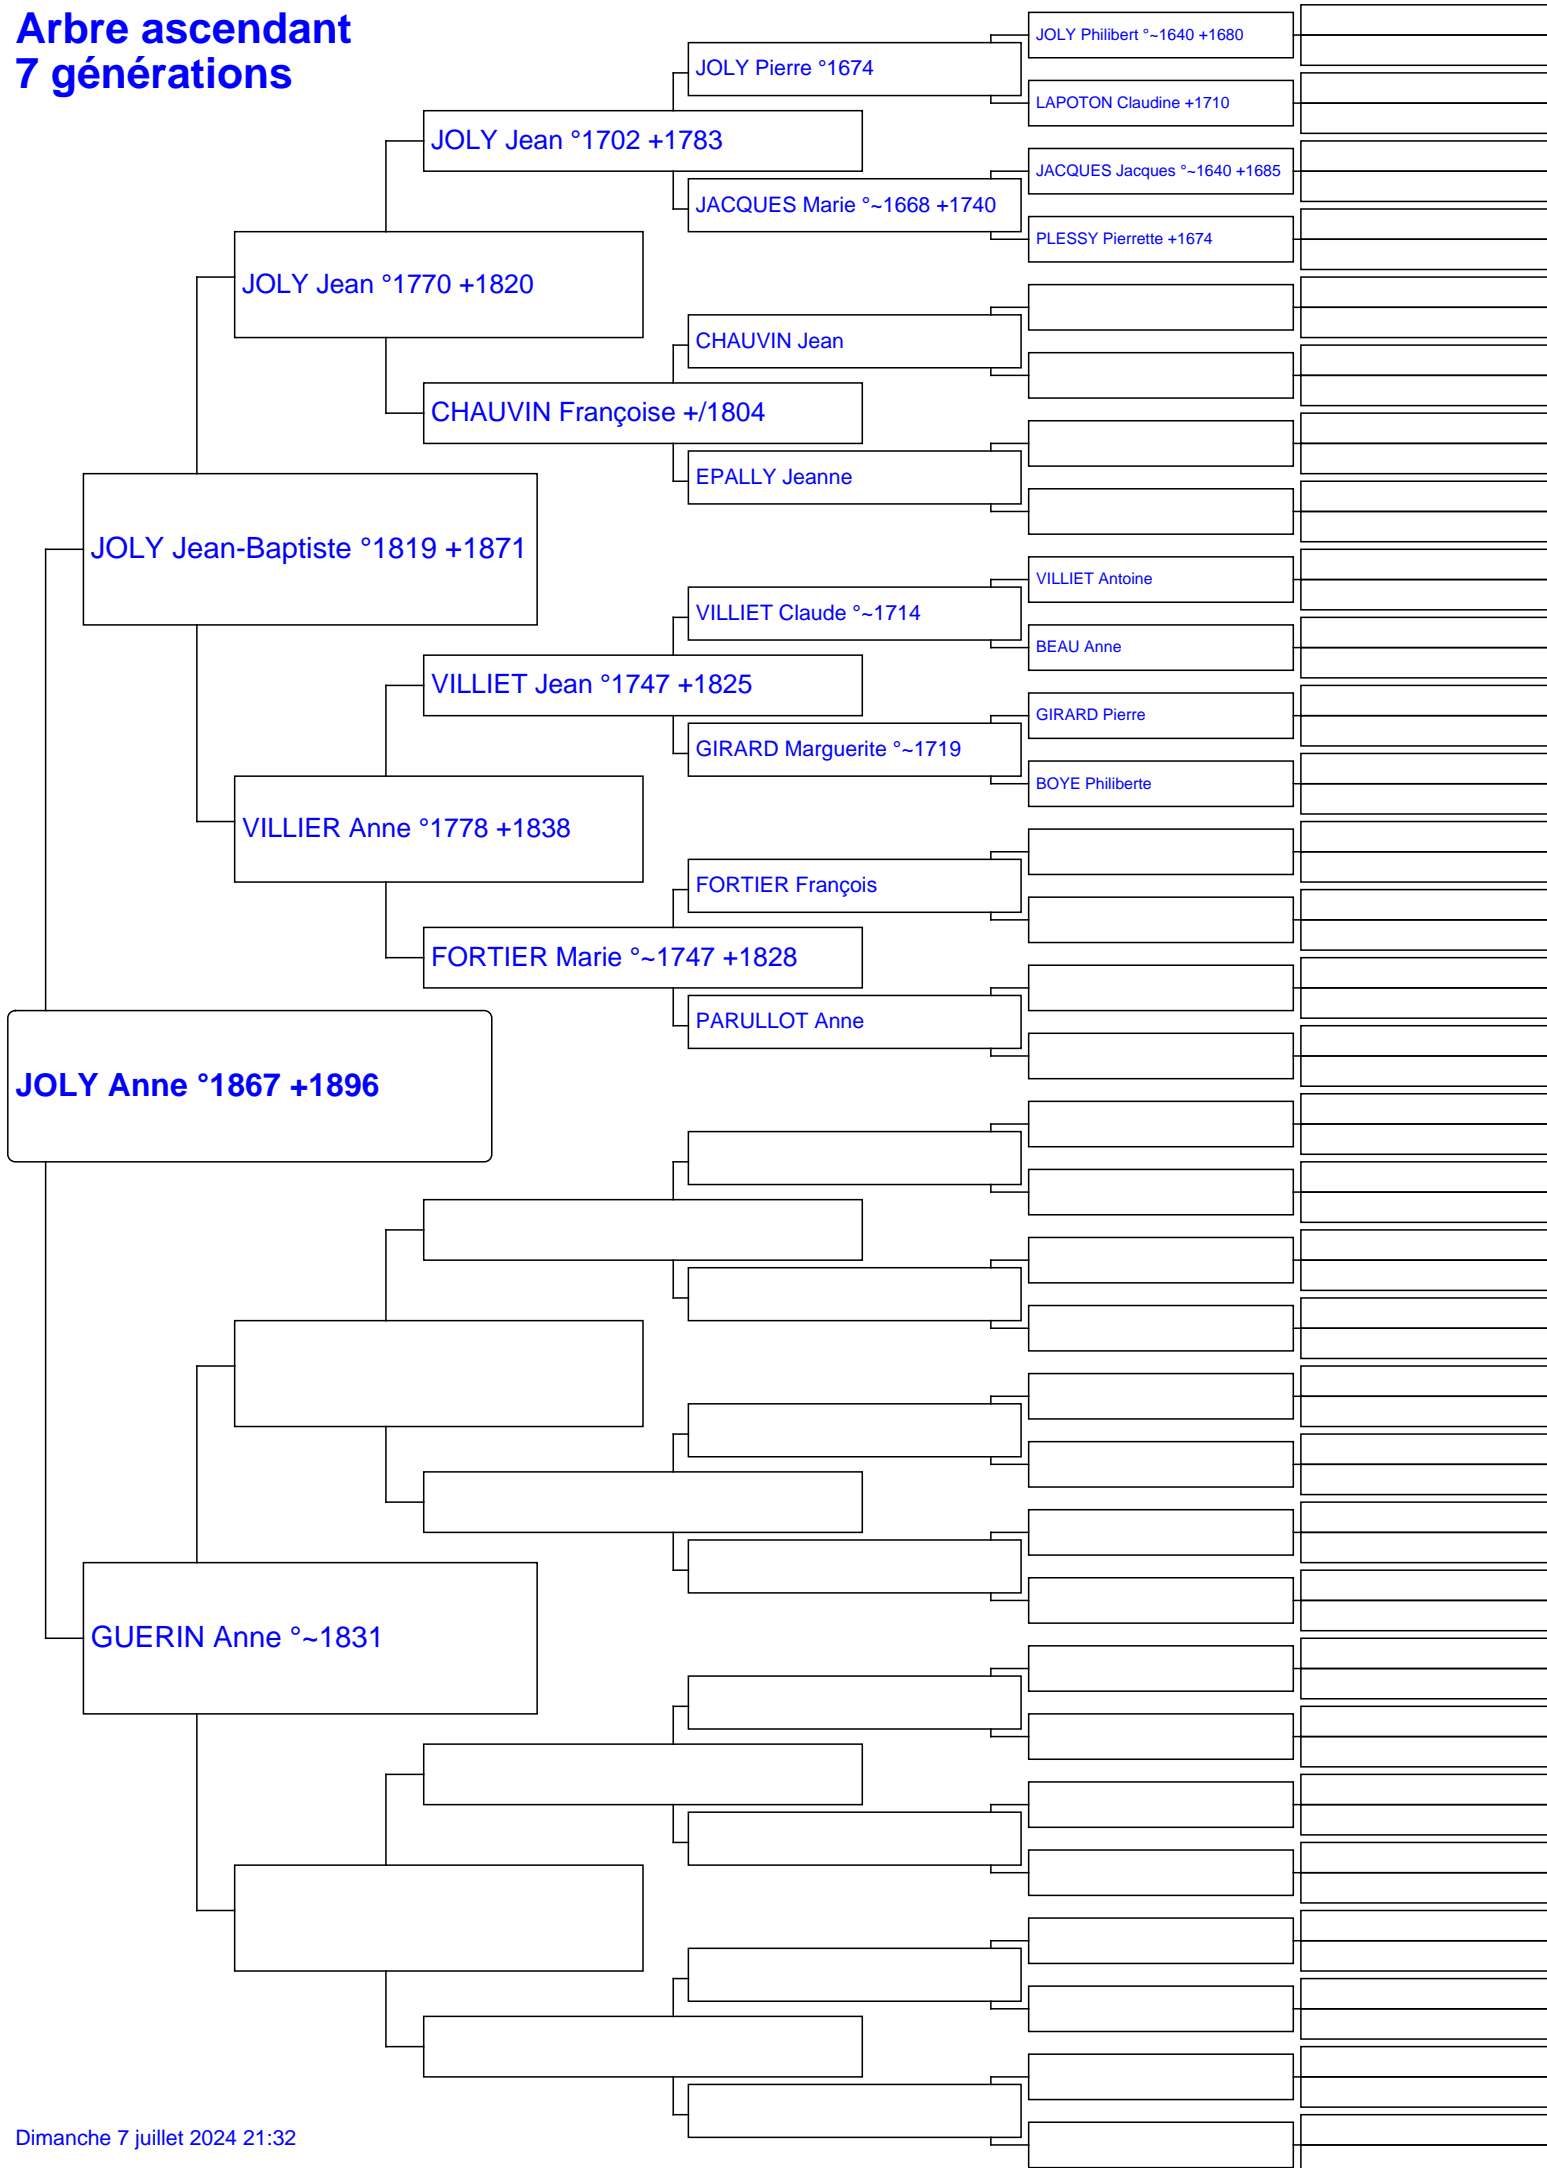 Arbre ascendant
7 générations
JOLY Philibert °~1640 +1680
JOLY Pierre °1674
LAPOTON Claudine +1710
JOLY Jean °1702 +1783
JACQUES Jacques °~1640 +1685
JACQUES Marie °~1668 +1740
PLESSY Pierrette +1674
JOLY Jean °1770 +1820
CHAUVIN Jean
CHAUVIN Françoise +/1804
EPALLY Jeanne
JOLY Jean-Baptiste °1819 +1871
VILLIET Antoine
VILLIET Claude °~1714
BEAU Anne
VILLIET Jean °1747 +1825
GIRARD Pierre
GIRARD Marguerite °~1719
BOYE Philiberte
VILLIER Anne °1778 +1838
FORTIER François
FORTIER Marie °~1747 +1828
PARULLOT Anne
JOLY Anne °1867 +1896
GUERIN Anne °~1831
Dimanche 7 juillet 2024 21:32